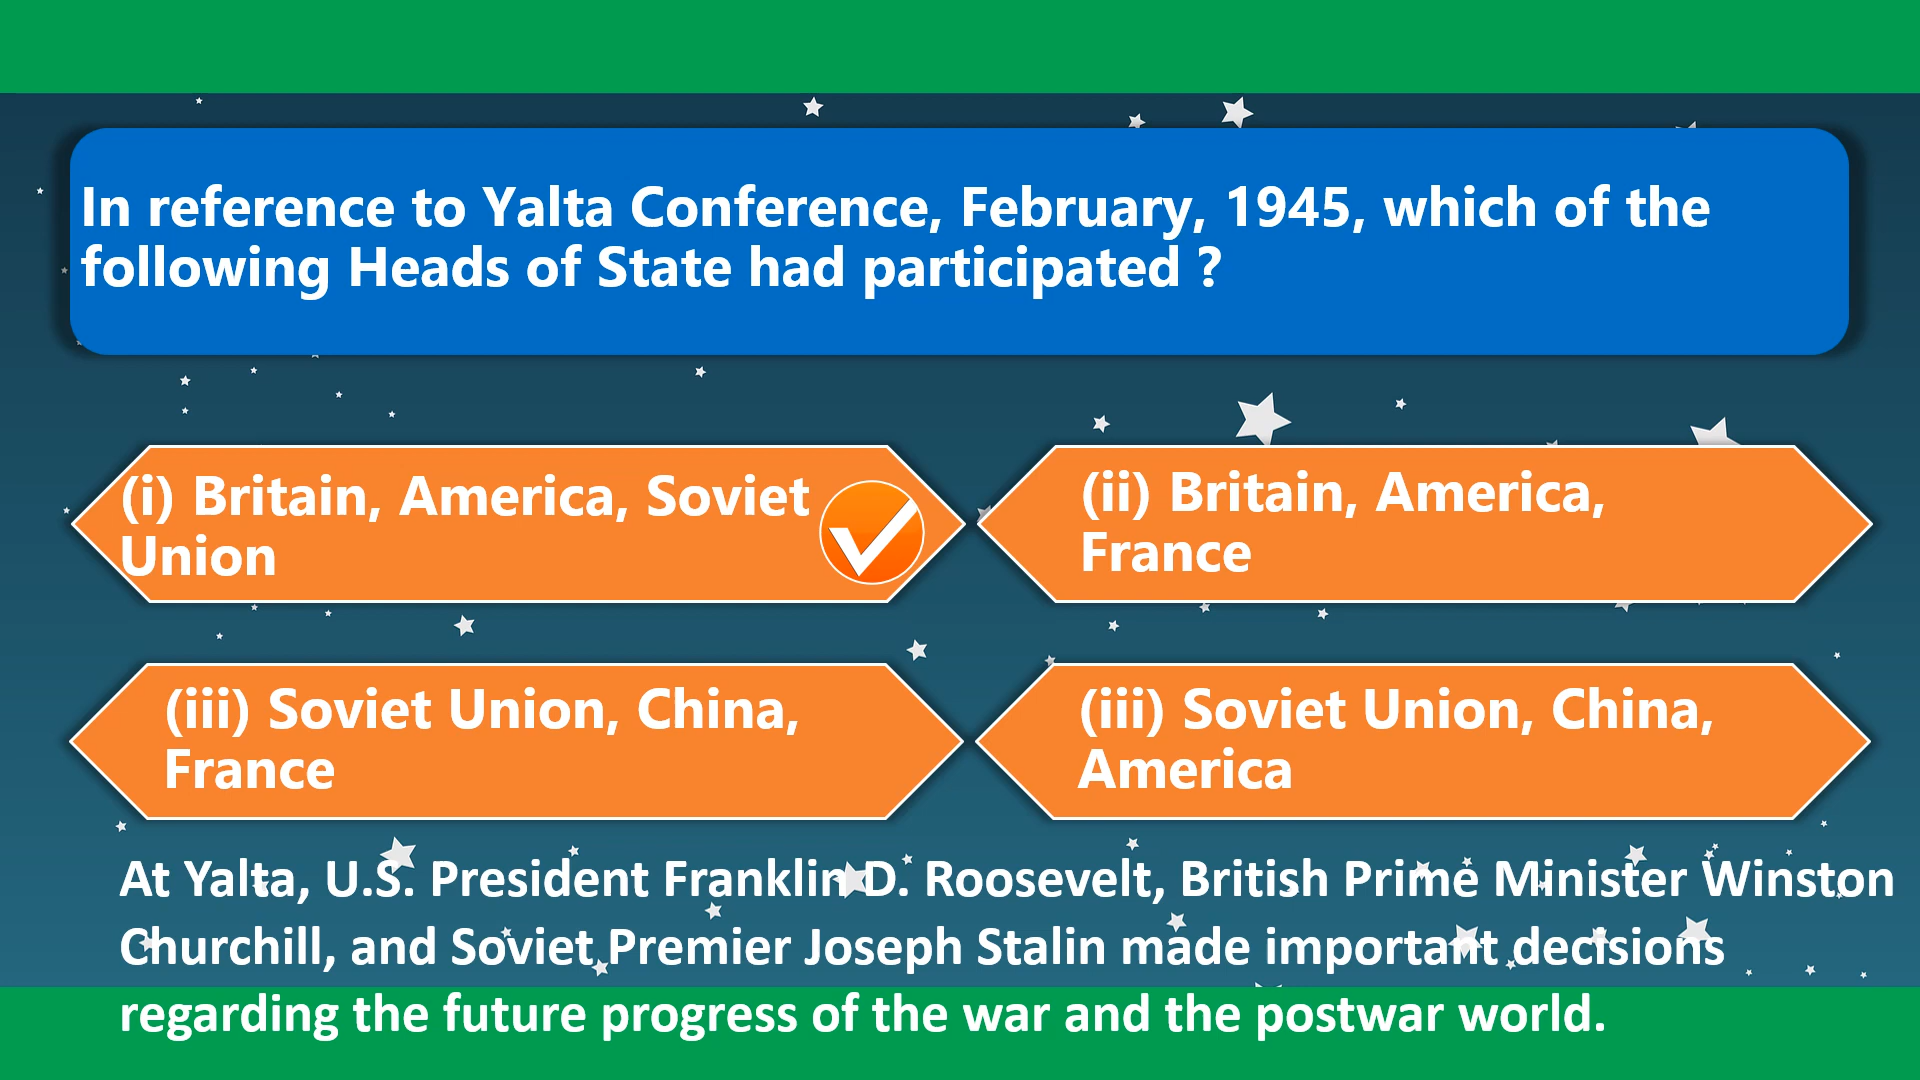 In reference to Yalta Conference, February, 1945, which of the
following Heads of State had participated ?
(i) Britain, America, Soviet
Union
(ii) Britain, America,
France
(iii) Soviet Union, China,
France
(iii) Soviet Union, China,
America
At Yalta, U.S. President Franklin D. Roosevelt, British Prime Minister Winston
Churchill, and Soviet Premier Joseph Stalin made important decisions
regarding the future progress of the war and the postwar world.